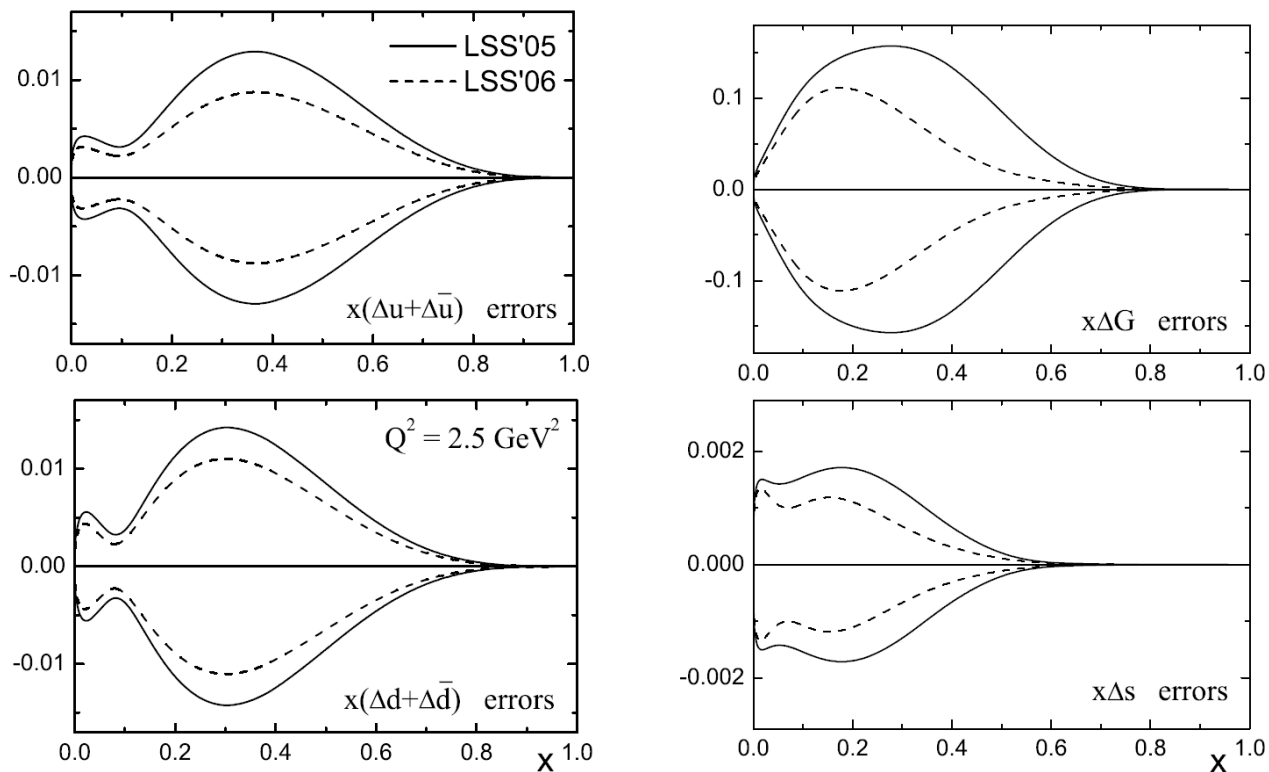 LSS'05
LSS'06
0.01
0.00
-0.01
x(Δu+Δū) errors
0.0 0.2 0.4 0.6 0.8 1.0
0.1
0.0
-0.1
xΔG errors
0.0 0.2 0.4 0.6 0.8 1.0
Q² = 2.5 GeV²
0.01
0.00
-0.01
x(Δd+Δd̄) errors
0.0 0.2 0.4 0.6 0.8 1.0
X
0.002
0.000
-0.002
xΔs errors
0.0 0.2 0.4 0.6 0.8 1.0
X